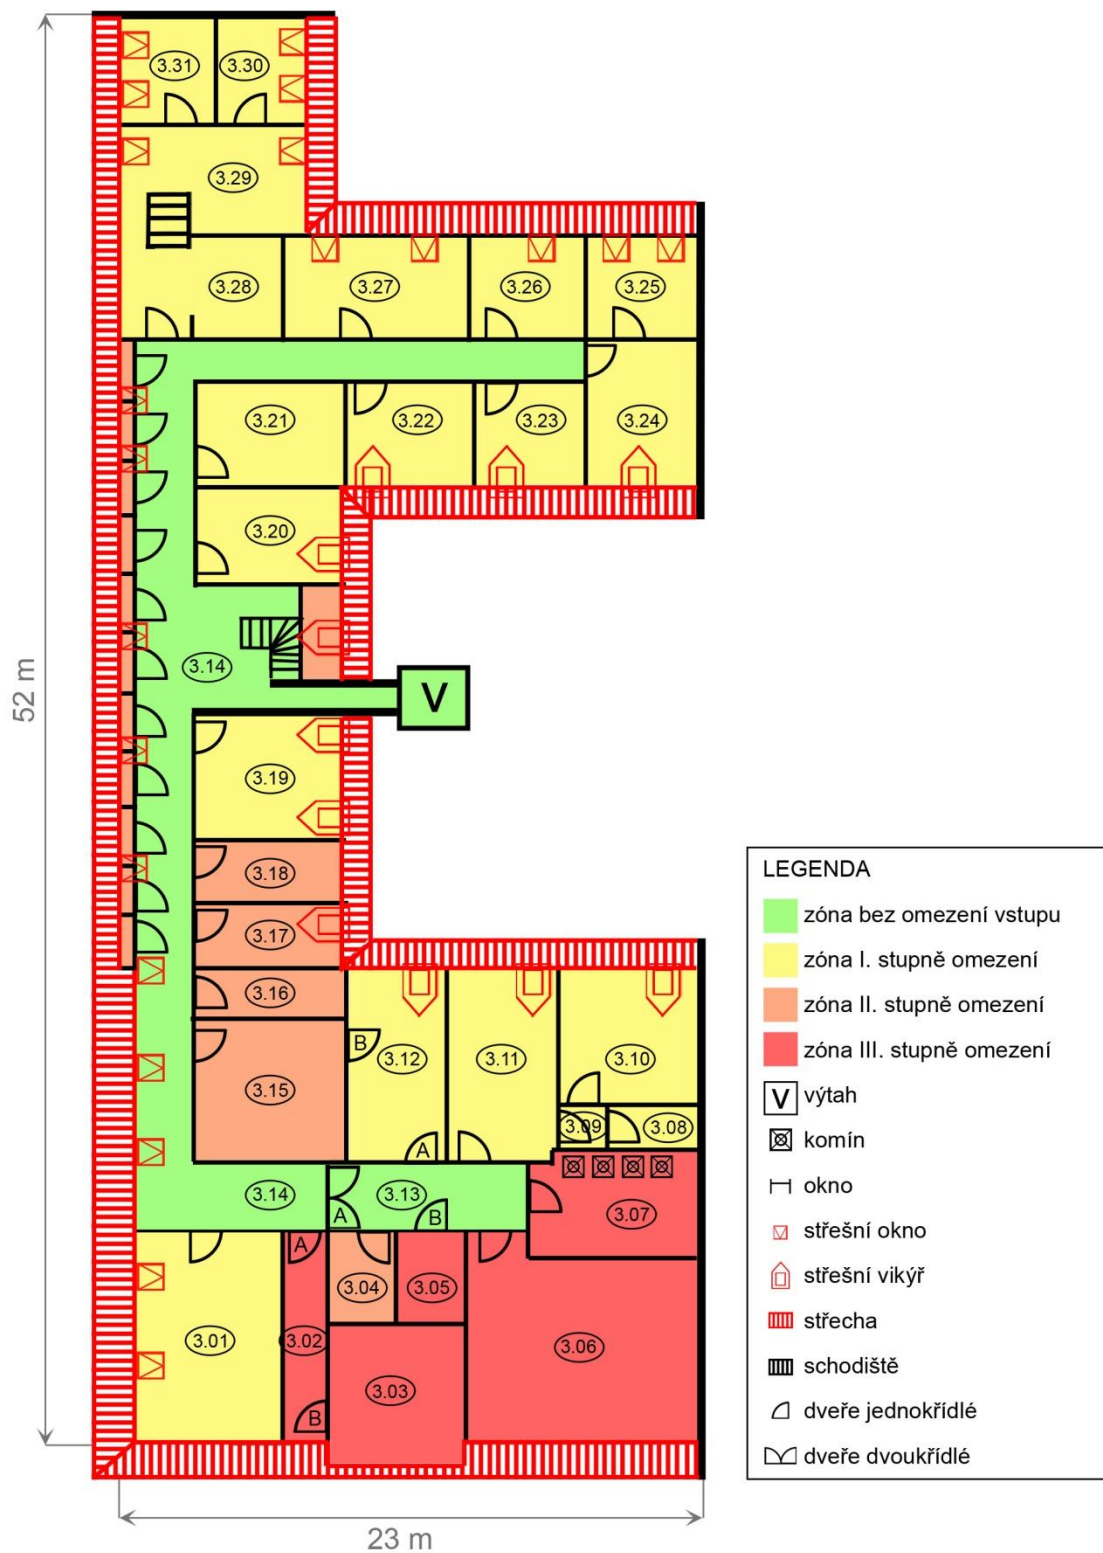 3.31
3.30
3.29
3.28
3.27
3.26
3.25
3.21
3.22
3.23
3.24
3.20
3.14
V
52 m
3.19
3.18
3.17
3.16
3.15
B
3.12
3.11
3.10
3.09
3.08
A
3.14
3.13
A
B
3.07
A
3.04
3.05
3.01
3.02
3.06
3.03
B
23 m
LEGENDA
zóna bez omezení vstupu
zóna I. stupně omezení
zóna II. stupně omezení
zóna III. stupně omezení
V výtah
komín
okno
střešní okno
střešní vikýř
střecha
schodiště
dveře jednokřídlé
dveře dvoukřídlé